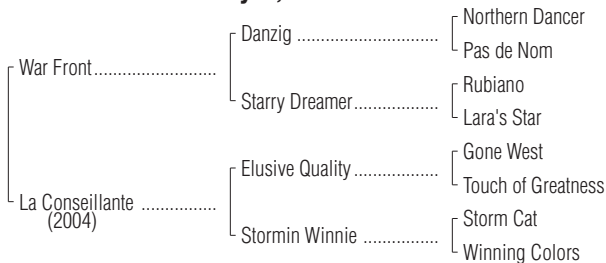 Northern Dancer
Danzig ................................
Pas de Nom
War Front............................
Rubiano
Starry Dreamer...................
Lara's Star
Gone West
Elusive Quality ...................
Touch of Greatness
La Conseillante .................
(2004)
Storm Cat
Stormin Winnie .................
Winning Colors